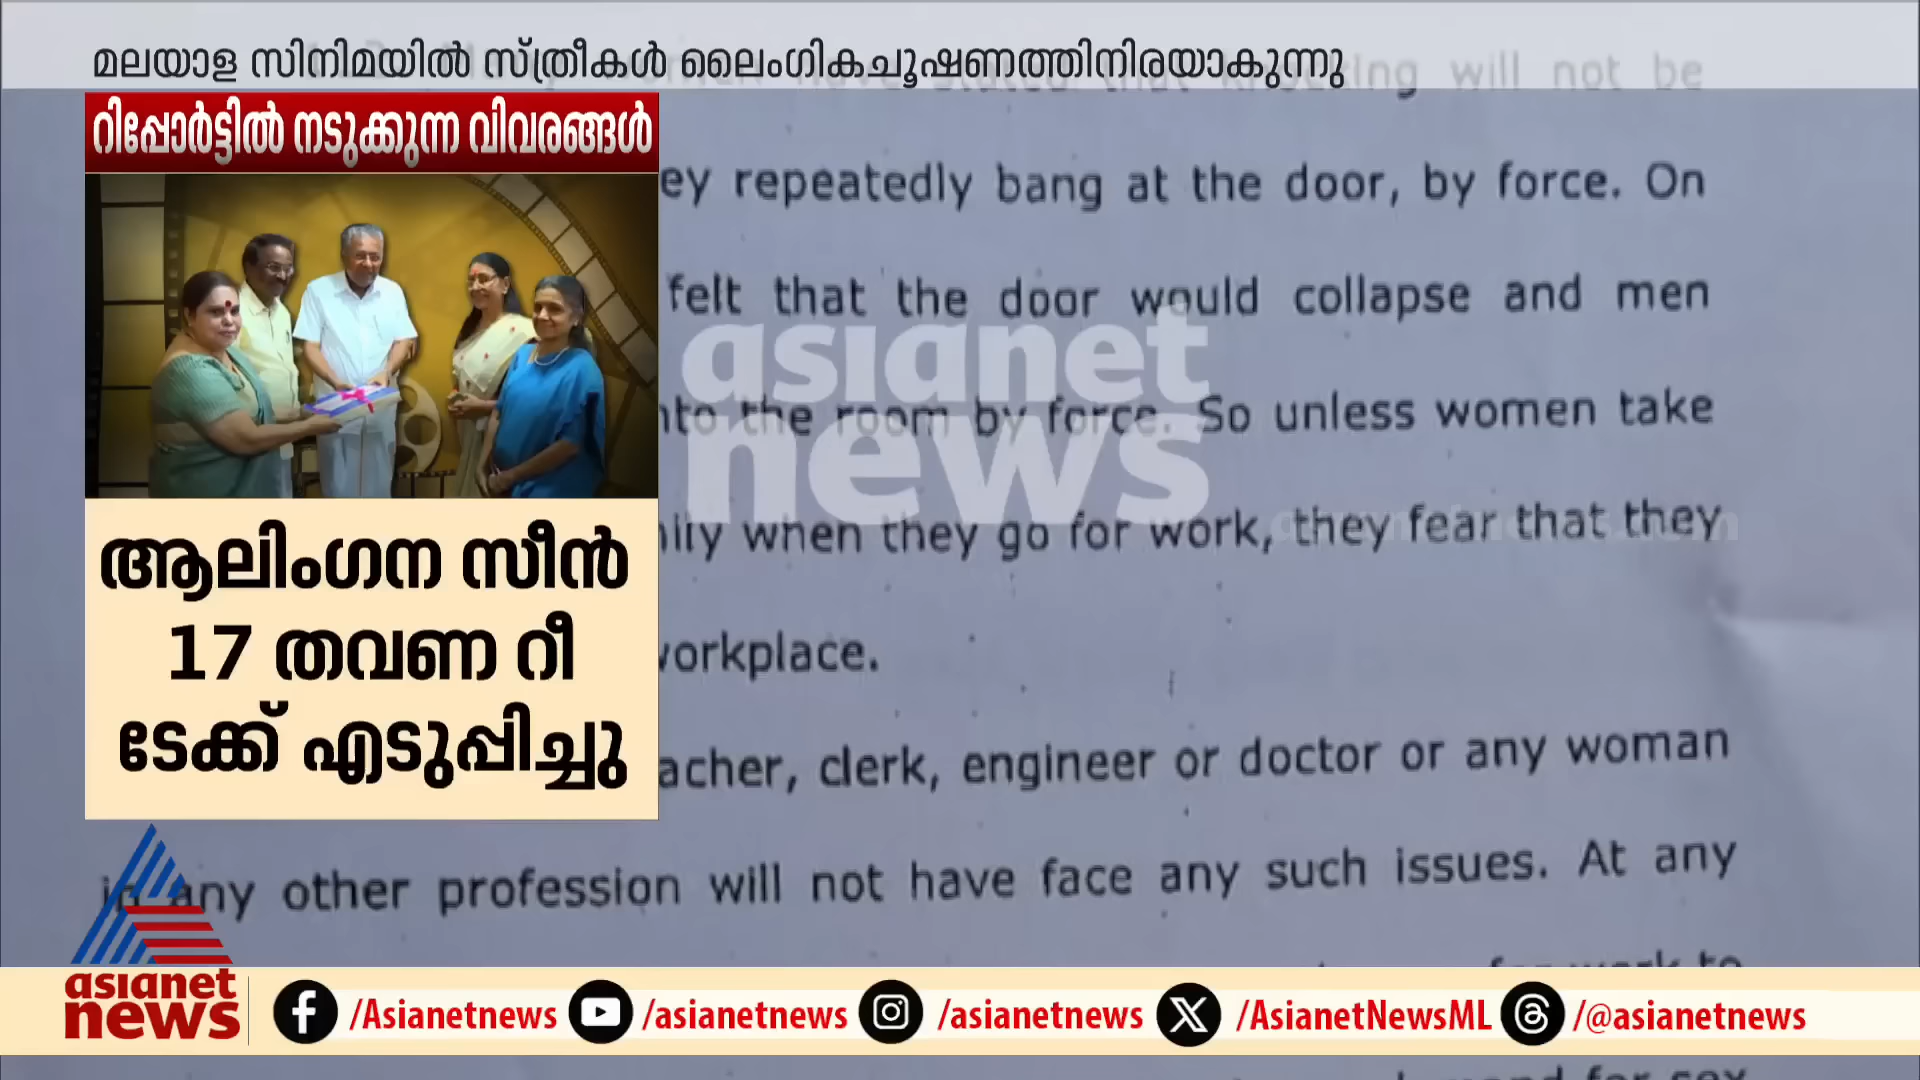 മലയാള സിനിമയിൽ സ്ത്രീകൾ ലൈംഗികചൂഷണത്തിനിരയാകുന്നു
will not be
റിപ്പോർട്ടിൽ നടുക്കുന്ന വിവരങ്ങൾ
ey repeatedly bang at the door, by force. On
felt that the door would collapse and men
nto the room by force. So unless women take
ily when they go for work, they fear that they
workplace.
acher, clerk, engineer or doctor or any woman
in any other profession will not have face any such issues. At any
ആലിംഗന സീൻ
17 തവണ റീ
ടേക്ക് എടുപ്പിച്ചു
asianet
news
asianet
news
/Asianetnews
/asianetnews
/asianetnews
/AsianetNewsML
/@asianetnews